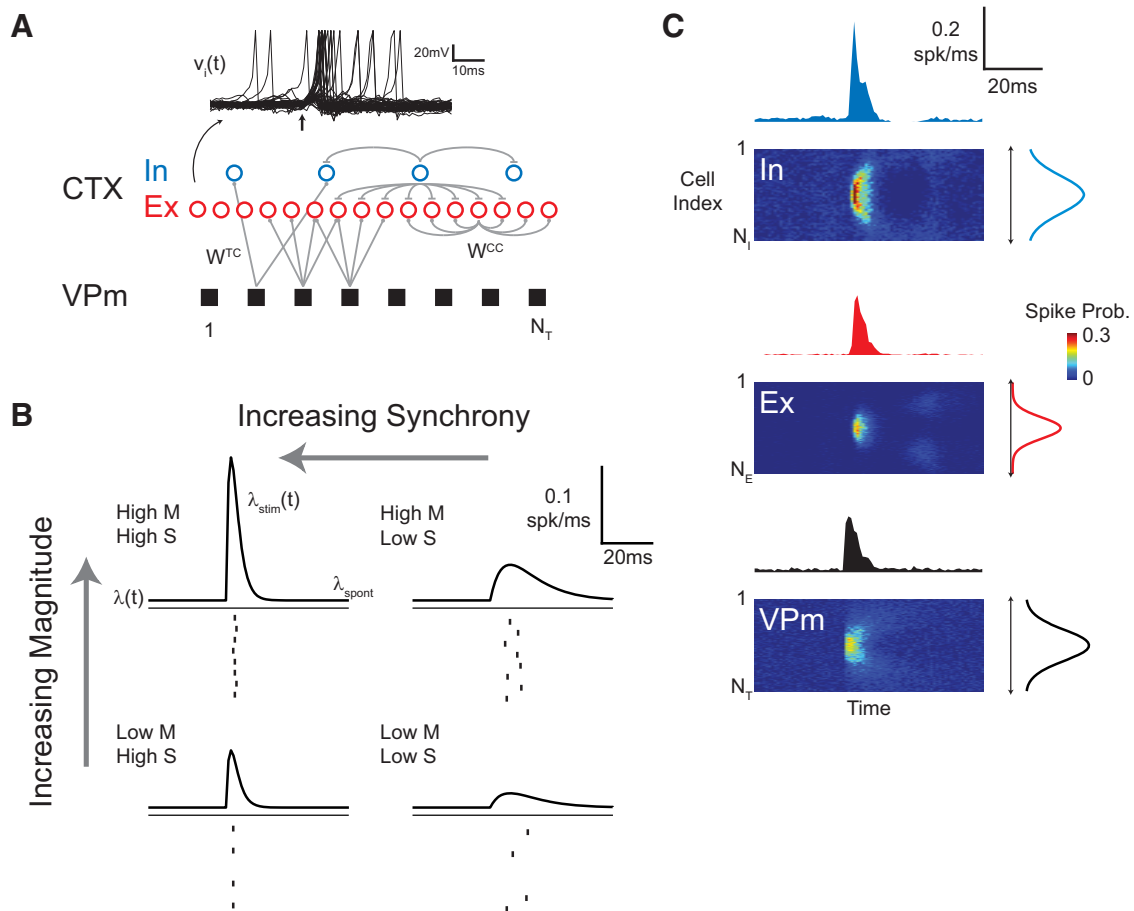 A
v_i(t)
20mV
10ms
In
CTX
Ex
W^TC
W^CC
VPm
1
N_T
B
Increasing Synchrony
Increasing Magnitude
High M
High S
λ_stim(t)
High M
Low S
0.1
spk/ms
20ms
λ(t)
λ_spont
Low M
High S
Low M
Low S
C
0.2
spk/ms
20ms
1
In
Cell
Index
N_I
Spike Prob.
0.3
0
1
Ex
N_E
1
VPm
N_T
Time